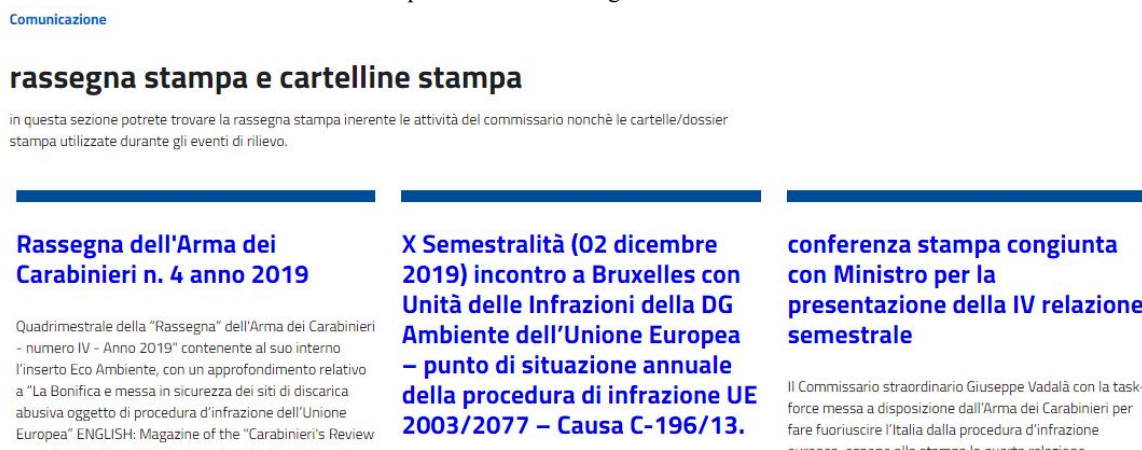 Comunicazione
rassegna stampa e cartelline stampa
in questa sezione potrete trovare la rassegna stampa inerente le attività del commissario nonchè le cartelle/dossier
stampa utilizzate durante gli eventi di rilievo.
Rassegna dell'Arma dei
Carabinieri n. 4 anno 2019
Quadrimestrale della "Rassegna" dell'Arma dei Carabinieri
- numero IV - Anno 2019" contenente al suo interno
l'inserto Eco Ambiente, con un approfondimento relativo
a "La Bonifica e messa in sicurezza dei siti di discarica
abusiva oggetto di procedura d'infrazione dell'Unione
Europea" ENGLISH: Magazine of the "Carabinieri's Review
X Semestralità (02 dicembre
2019) incontro a Bruxelles con
Unità delle Infrazioni della DG
Ambiente dell'Unione Europea
– punto di situazione annuale
della procedura di infrazione UE
2003/2077 – Causa C-196/13.
conferenza stampa congiunta
con Ministro per la
presentazione della IV relazione
semestrale
Il Commissario straordinario Giuseppe Vadalà con la task-
force messa a disposizione dall'Arma dei Carabinieri per
fare fuoriuscire l'Italia dalla procedura d'infrazione